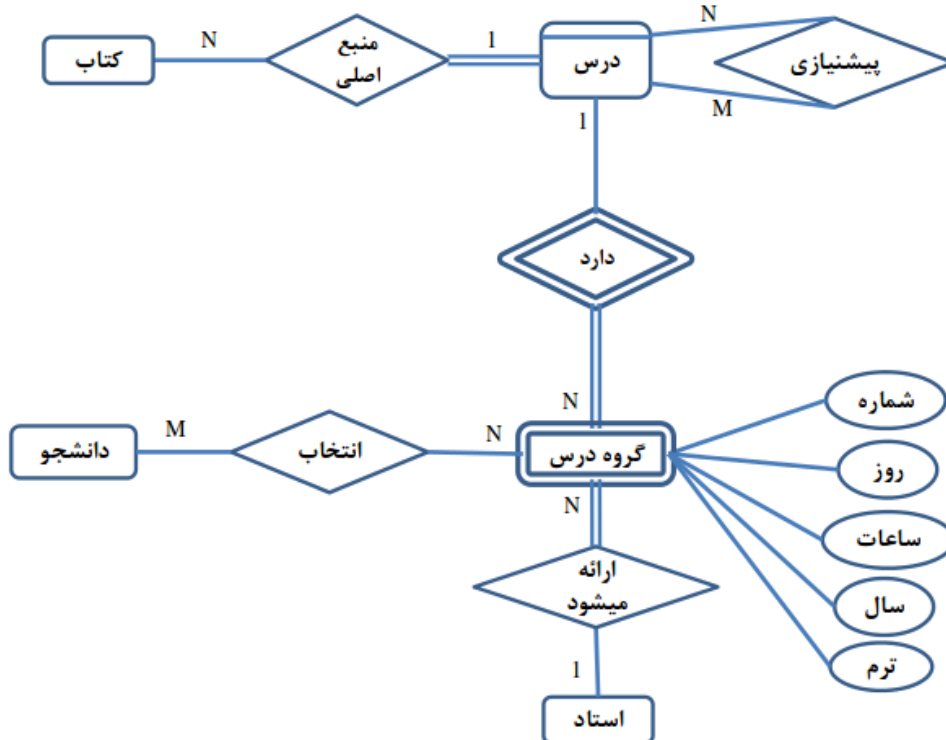 N
1
N
کتاب
منبع
اصلی
درس
پیشنیازی
M
1
دارد
شماره
N
M
N
دانشجو
انتخاب
گروه درس
روز
N
ساعات
ارائه
میشود
سال
ترم
1
استاد